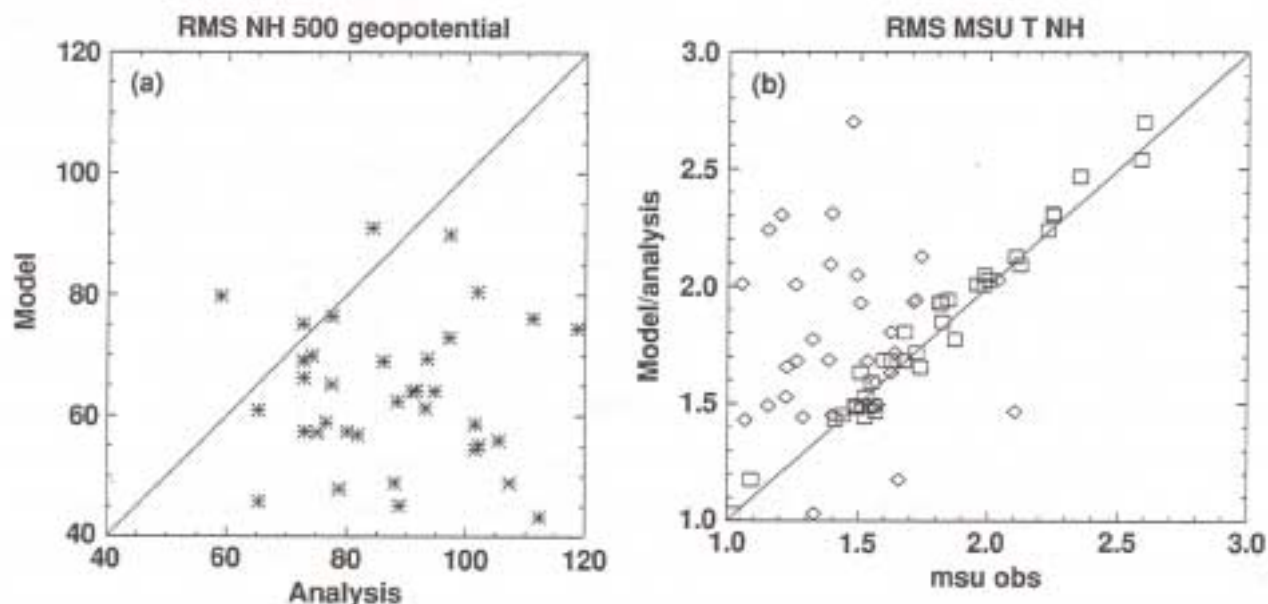 RMS NH 500 geopotential
(a)
Model
120
100
80
60
40
40 60 80 100 120
Analysis
RMS MSU T NH
(b)
Model/analysis
3.0
2.5
2.0
1.5
1.0
1.0 1.5 2.0 2.5 3.0
msu obs